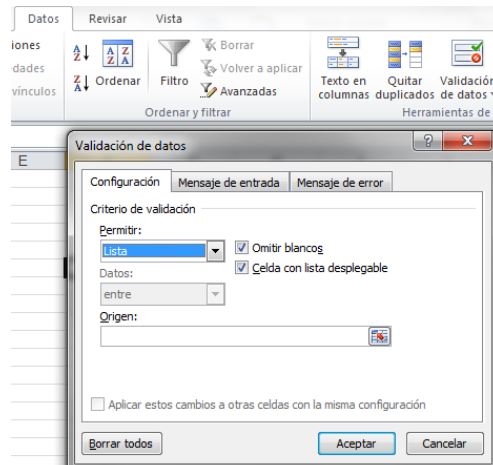 Datos Revisar Vista
iones
dades
vínculos
A Z
Z A
A Z
Z A
Ordenar
Filtro
Borrar
Volver a aplicar
Avanzadas
Ordenar y filtrar
Texto en
columnas
Quitar
duplicados
Validación
de datos
Herramientas de
E
Validación de datos
Configuración Mensaje de entrada Mensaje de error
Criterio de validación
Permitir:
Lista
Omitir blancos
Celda con lista desplegable
Datos:
entre
Origen:
Aplicar estos cambios a otras celdas con la misma configuración
Borrar todos Aceptar Cancelar